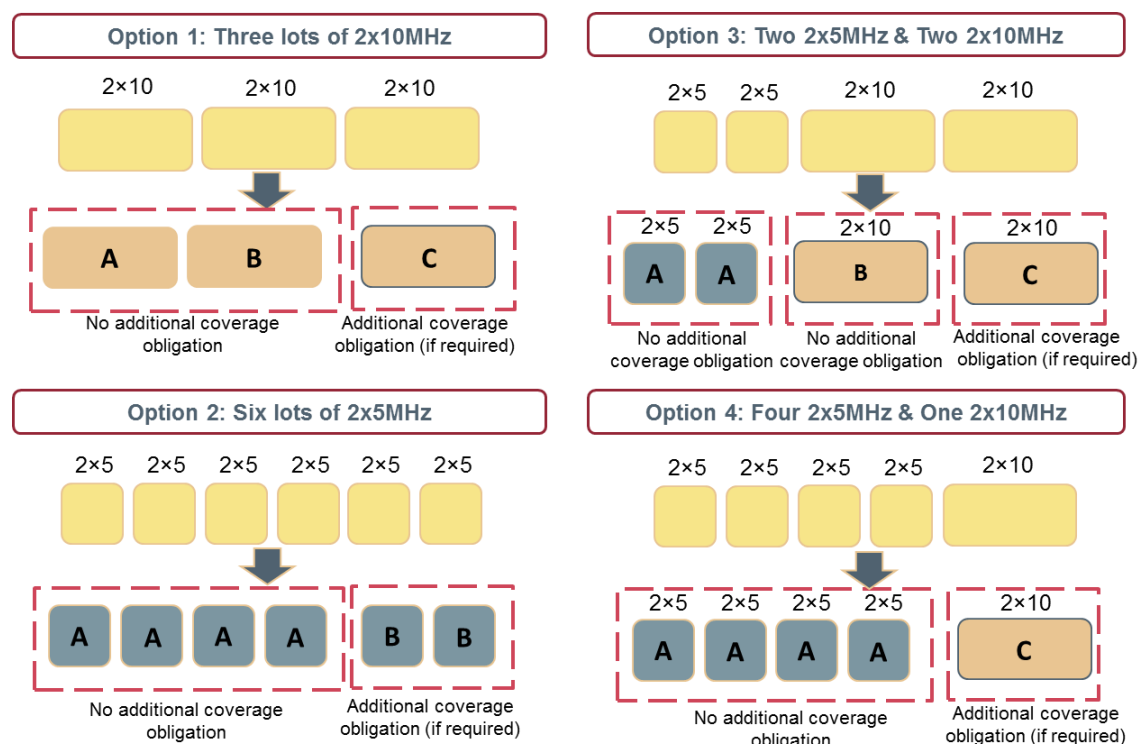 Option 1: Three lots of 2x10MHz
2×10 2×10 2×10
A B C
No additional coverage
obligation
Additional coverage
obligation (if required)
Option 3: Two 2x5MHz & Two 2x10MHz
2×5 2×5 2×10 2×10
2×5 2×5 2×10 2×10
A A B C
No additional
coverage obligation
No additional
coverage obligation
Additional coverage
obligation (if required)
Option 2: Six lots of 2x5MHz
2×5 2×5 2×5 2×5 2×5 2×5
A A A A B B
No additional coverage
obligation
Additional coverage
obligation (if required)
Option 4: Four 2x5MHz & One 2x10MHz
2×5 2×5 2×5 2×5 2×10
2×5 2×5 2×5 2×5 2×10
A A A A C
No additional coverage
obligation
Additional coverage
obligation (if required)